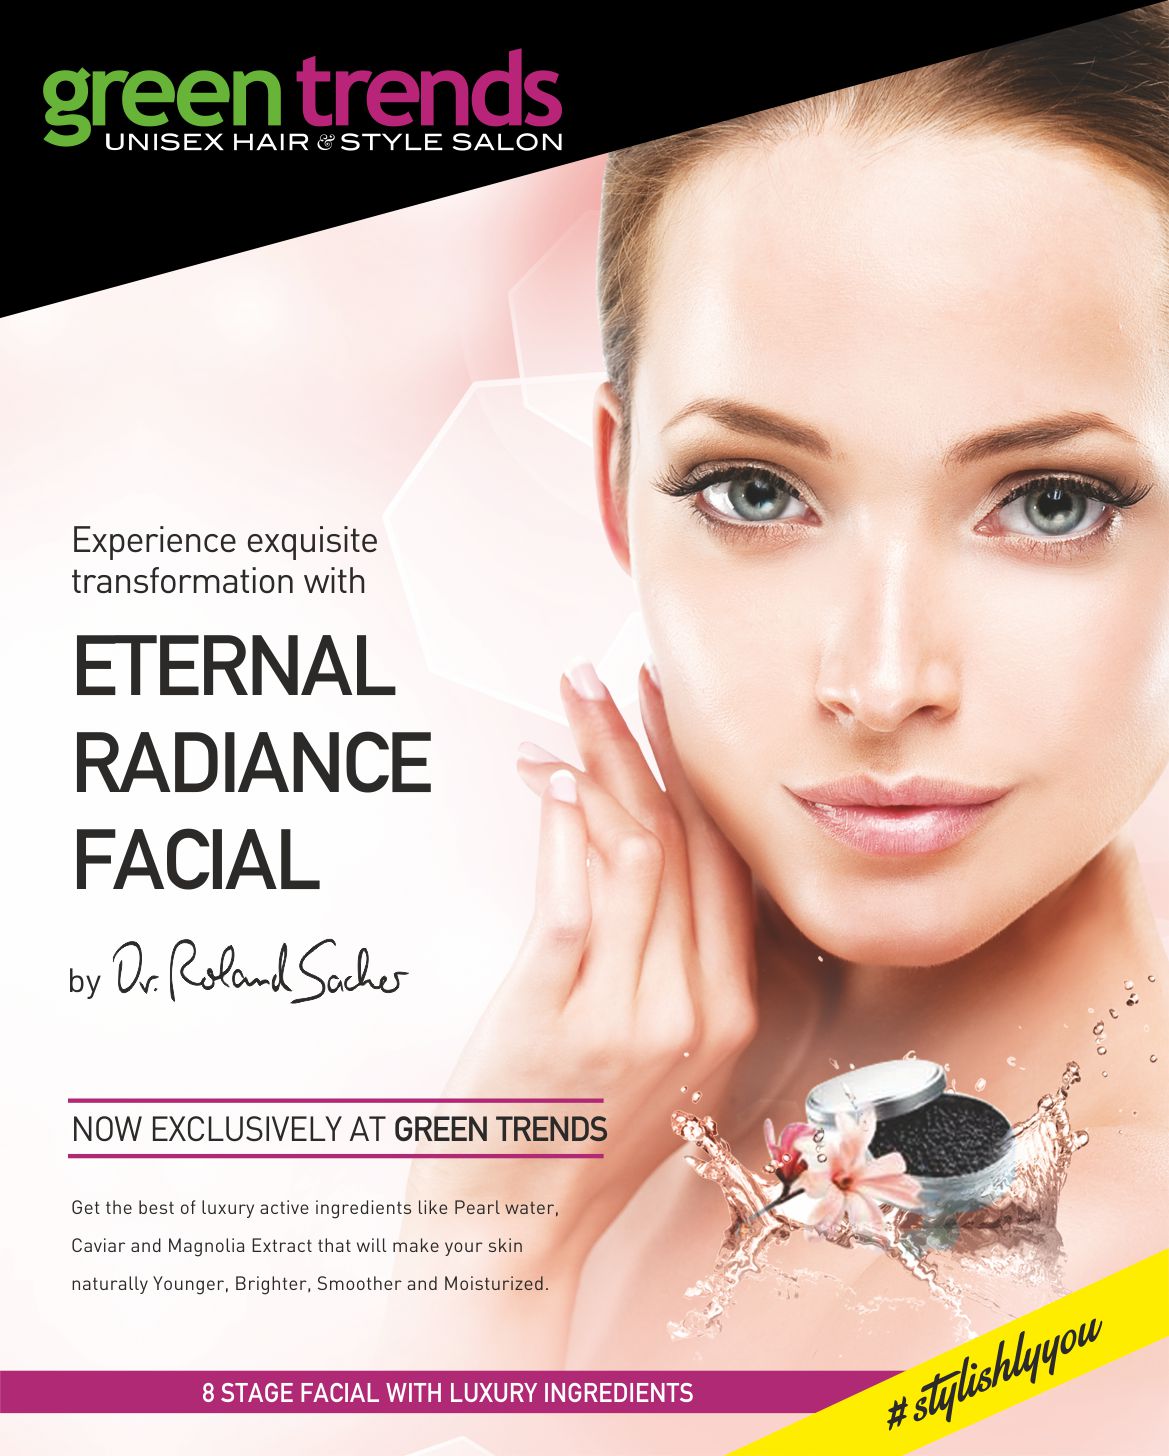 green trends
UNISEX HAIR & STYLE SALON
Experience exquisite
transformation with
ETERNAL
RADIANCE
FACIAL
by Dr. Roland Sacher
NOW EXCLUSIVELY AT GREEN TRENDS
Get the best of luxury active ingredients like Pearl water,
Caviar and Magnolia Extract that will make your skin
naturally Younger, Brighter, Smoother and Moisturized.
8 STAGE FACIAL WITH LUXURY INGREDIENTS
# stylishlyyou